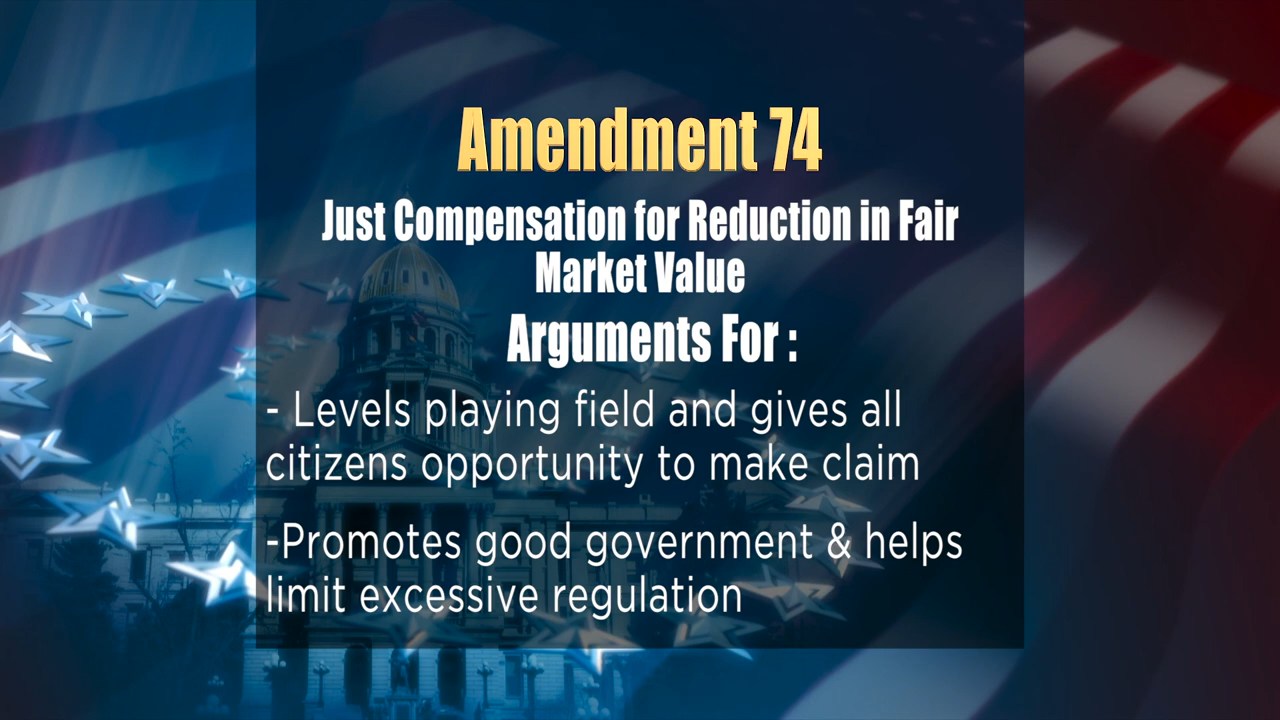 Amendment 74
Just Compensation for Reduction in Fair
Market Value
Arguments For :
- Levels playing field and gives all
citizens opportunity to make claim
-Promotes good government & helps
limit excessive regulation